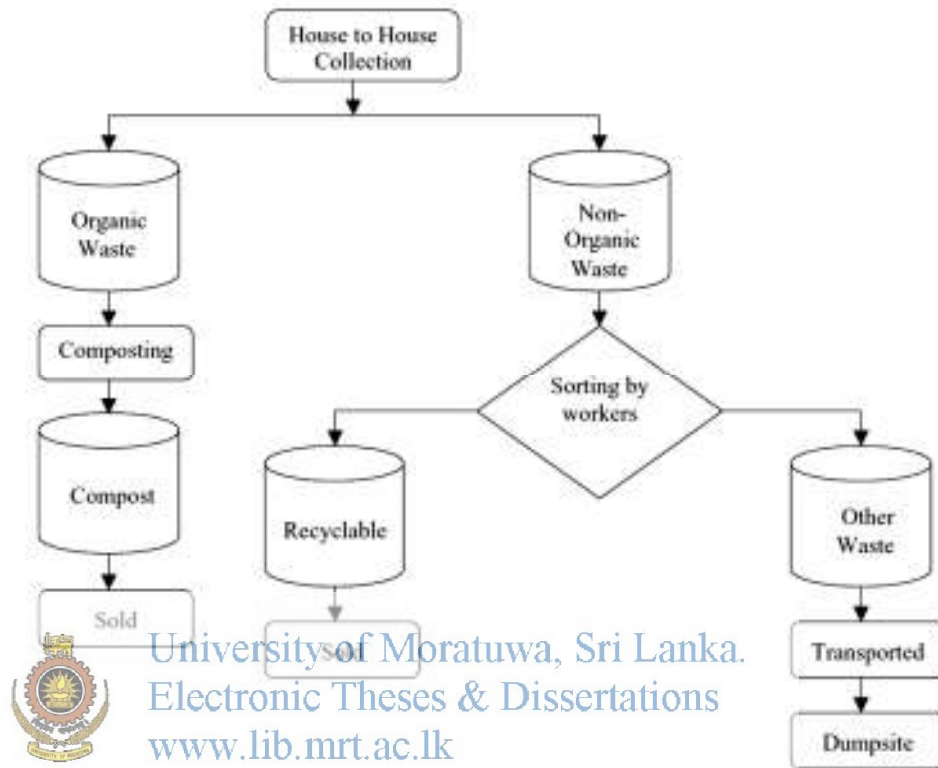 House to House
Collection
Organic
Waste
Non-
Organic
Waste
Composting
Sorting by
workers
Compost
Recyclable
Other
Waste
Sold
Sold
Transported
Dumpsite
University of Moratuwa, Sri Lanka.
Electronic Theses & Dissertations
www.lib.mrt.ac.lk